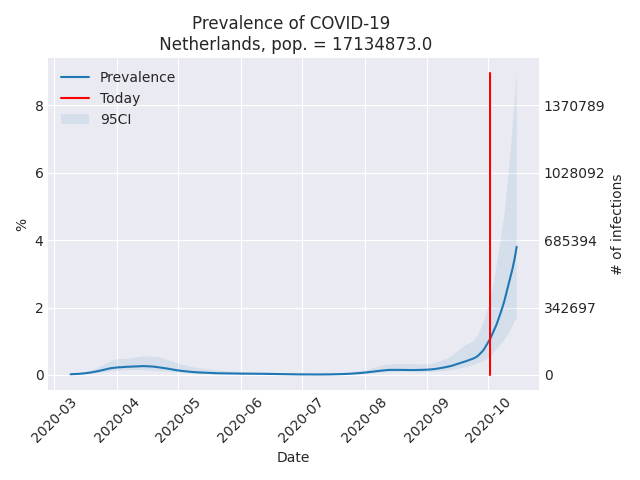 Prevalence of COVID-19
Netherlands, pop. = 17134873.0
Prevalence
Today
95CI
8
6
4
2
0
%
1370789
1028092
685394
342697
0
# of infections
2020-03
2020-04
2020-05
2020-06
2020-07
2020-08
2020-09
2020-10
Date